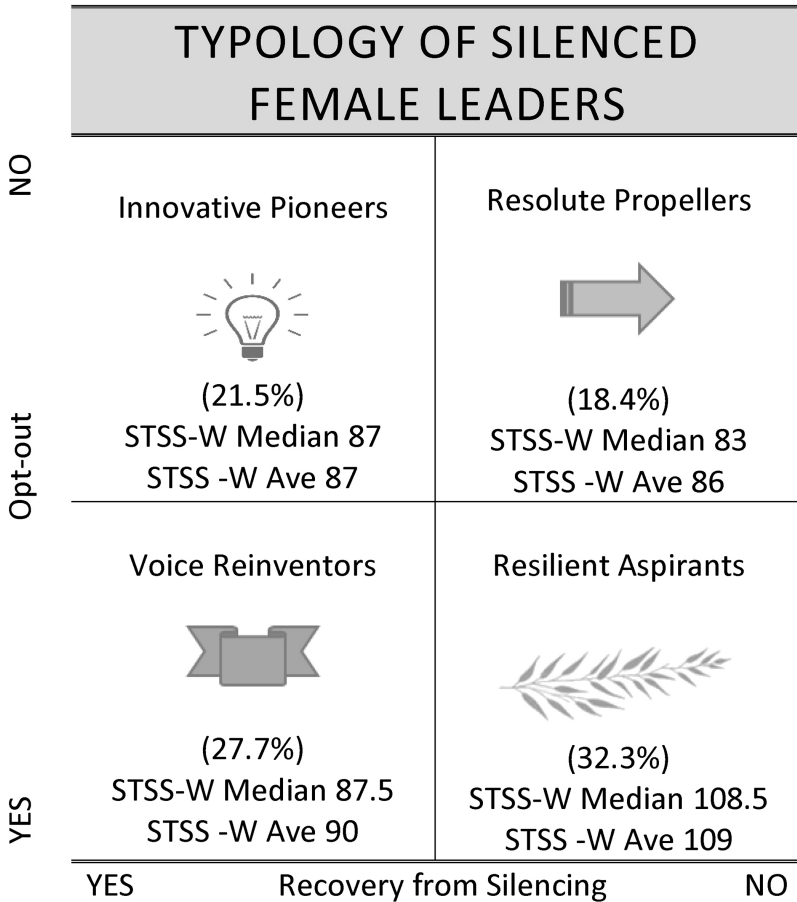 TYPOLOGY OF SILENCED
FEMALE LEADERS
NO
Opt-out
YES
Innovative Pioneers
(21.5%)
STSS-W Median 87
STSS -W Ave 87
Resolute Propellers
(18.4%)
STSS-W Median 83
STSS -W Ave 86
Voice Reinventors
(27.7%)
STSS-W Median 87.5
STSS -W Ave 90
Resilient Aspirants
(32.3%)
STSS-W Median 108.5
STSS -W Ave 109
YES Recovery from Silencing NO